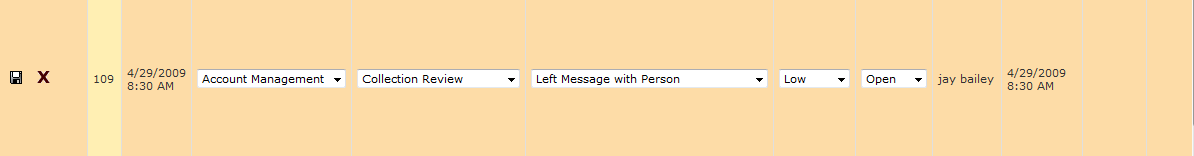 X
109
4/29/2009
8:30 AM
Account Management
Collection Review
Left Message with Person
Low
Open
jay bailey
4/29/2009
8:30 AM